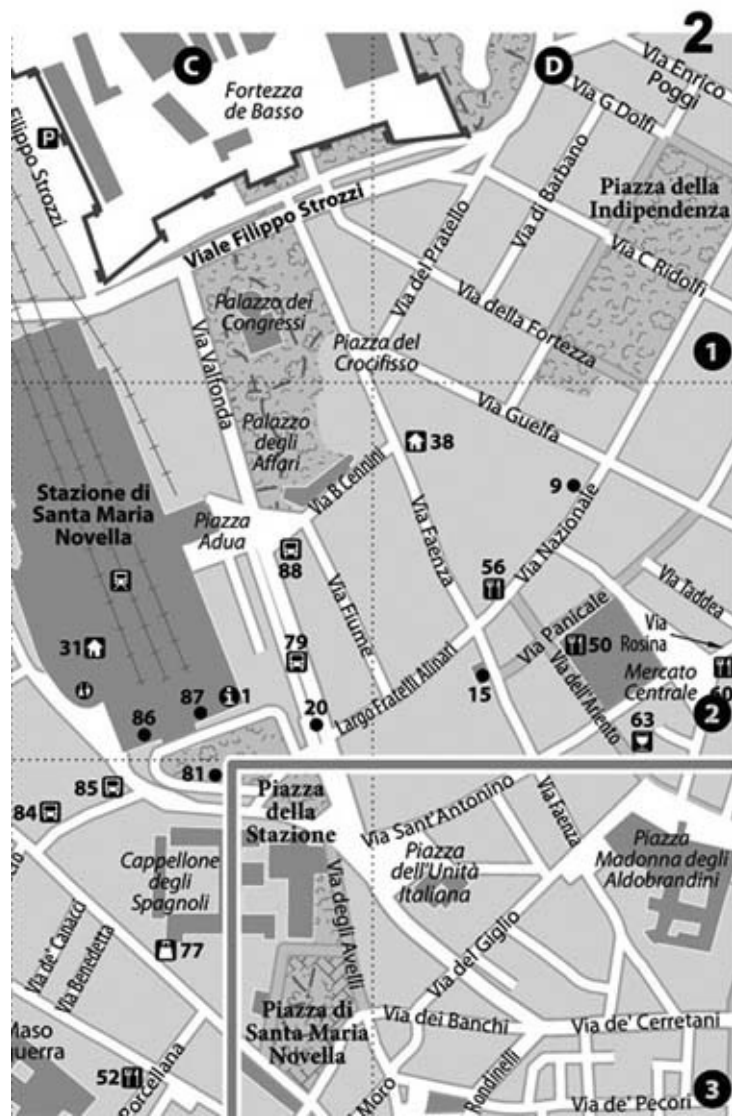 2
C
D
Fortezza
de Basso
P
Filippo Strozzi
Via Enrico
Poggi
Via G Dolfi
Via di Barbano
Piazza della
Indipendenza
Viale Filippo Strozzi
Via del Pratello
Via C Ridolfi
Palazzo dei
Congressi
Via della Fortezza
Via Valfonda
Piazza del
Crocifisso
1
Via Guelfa
Palazzo
degli
Affari
38
Via B Cennini
9
Stazione di
Santa Maria
Novella
Piazza
Adua
Via Faenza
Via Nazionale
88
56
Via Fiume
Via Taddea
Via Panicale
Via
Rosina
31
79
50
Largo Fratelli Alinari
Via dell'Ariento
Mercato
Centrale
60
15
87
1
20
2
86
63
81
85
84
Piazza
della
Stazione
Via Sant'Antonino
Via Faenza
Cappellone
degli
Spagnoli
Piazza
dell'Unità
Italiana
Piazza
Madonna degli
Aldobrandini
Via degli Avelli
Via de' Canacci
Via Benedetta
77
Via del Giglio
Piazza di
Santa Maria
Novella
Via dei Banchi
Via de' Cerretani
Maso
guerra
52
Porcellana
Moro
Rondinelli
3
Via de' Pecori